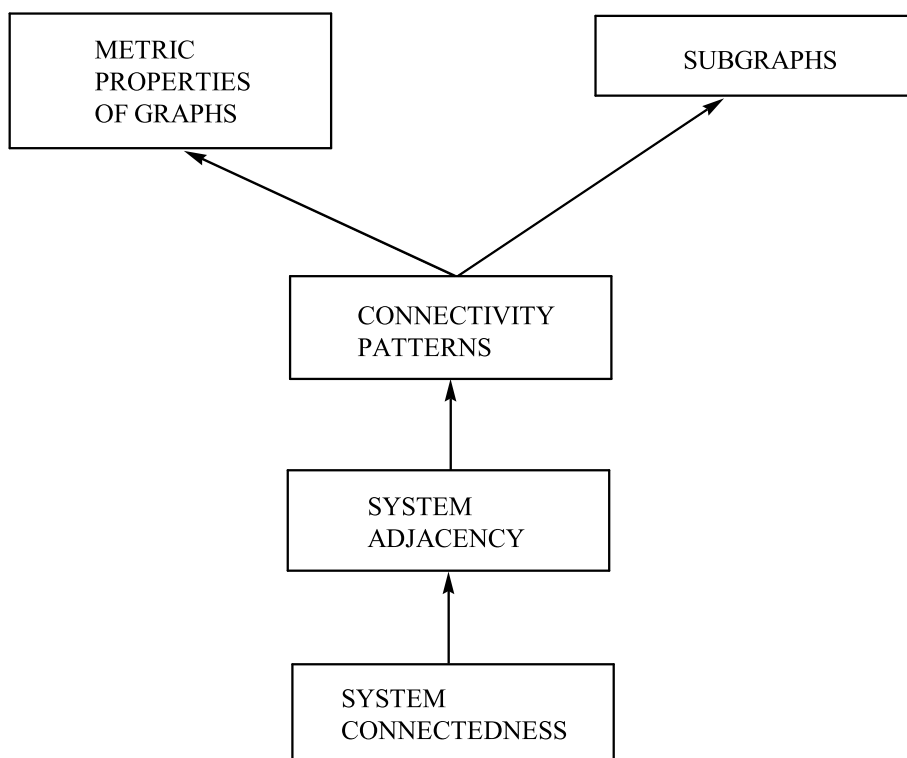 METRIC
PROPERTIES
OF GRAPHS
SUBGRAPHS
CONNECTIVITY
PATTERNS
SYSTEM
ADJACENCY
SYSTEM
CONNECTEDNESS